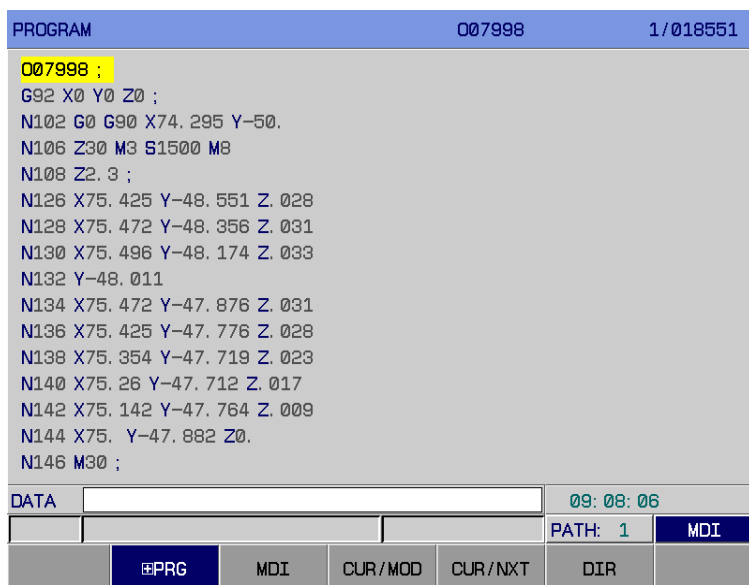 PROGRAM O07998 1/018551
O07998 ;
G92 X0 Y0 Z0 ;
N102 G0 G90 X74.295 Y-50.
N106 Z30 M3 S1500 M8
N108 Z2.3 ;
N126 X75.425 Y-48.551 Z.028
N128 X75.472 Y-48.356 Z.031
N130 X75.496 Y-48.174 Z.033
N132 Y-48.011
N134 X75.472 Y-47.876 Z.031
N136 X75.425 Y-47.776 Z.028
N138 X75.354 Y-47.719 Z.023
N140 X75.26 Y-47.712 Z.017
N142 X75.142 Y-47.764 Z.009
N144 X75. Y-47.882 Z0.
N146 M30 ;
DATA 09:08:06
PATH: 1 MDI
⊞PRG MDI CUR/MOD CUR/NXT DIR